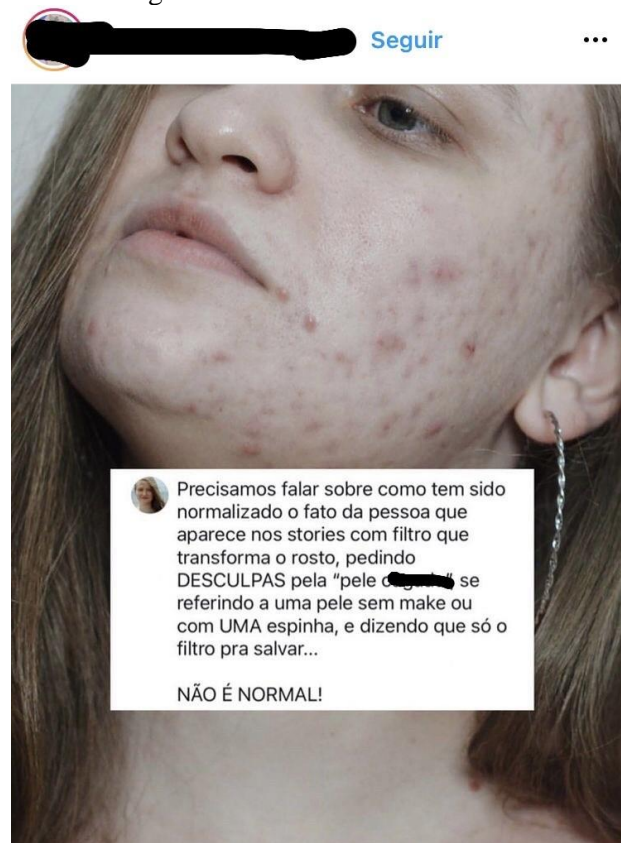 Seguir
Precisamos falar sobre como tem sido
normalizado o fato da pessoa que
aparece nos stories com filtro que
transforma o rosto, pedindo
DESCULPAS pela “pele se
referindo a uma pele sem make ou
com UMA espinha, e dizendo que só o
filtro pra salvar...
NÃO É NORMAL!